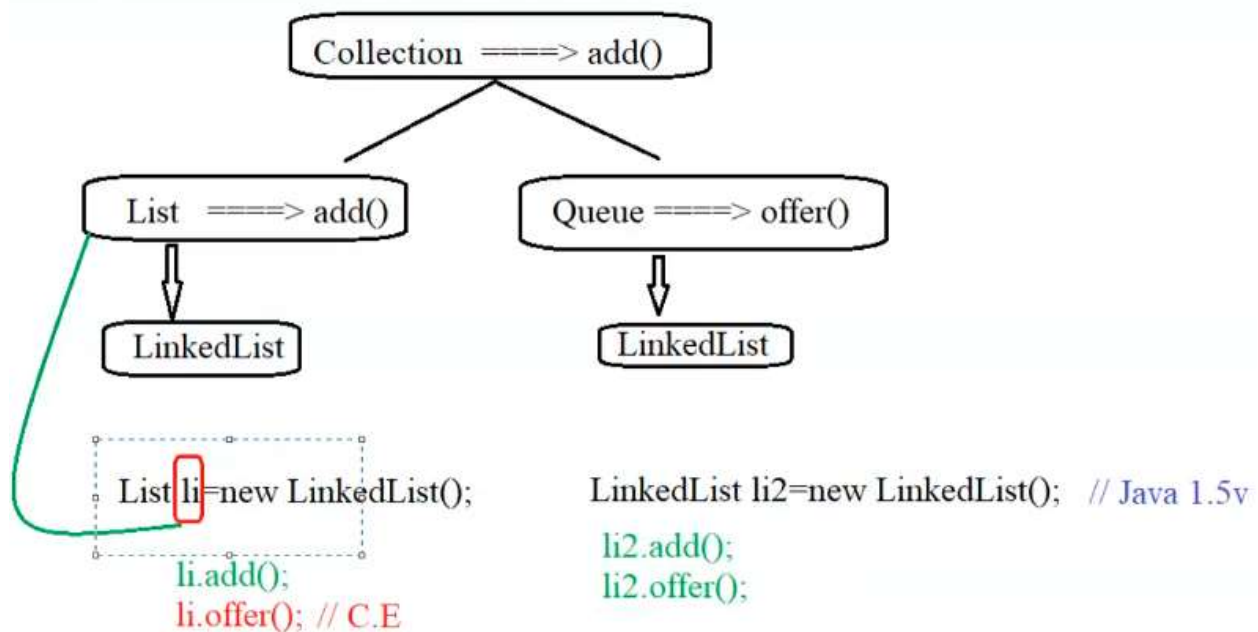 Collection ====> add()
List ====> add()
Queue ====> offer()
LinkedList
LinkedList
List li=new LinkedList();
LinkedList li2=new LinkedList(); // Java 1.5v
li.add();
li.offer(); // C.E
li2.add();
li2.offer();